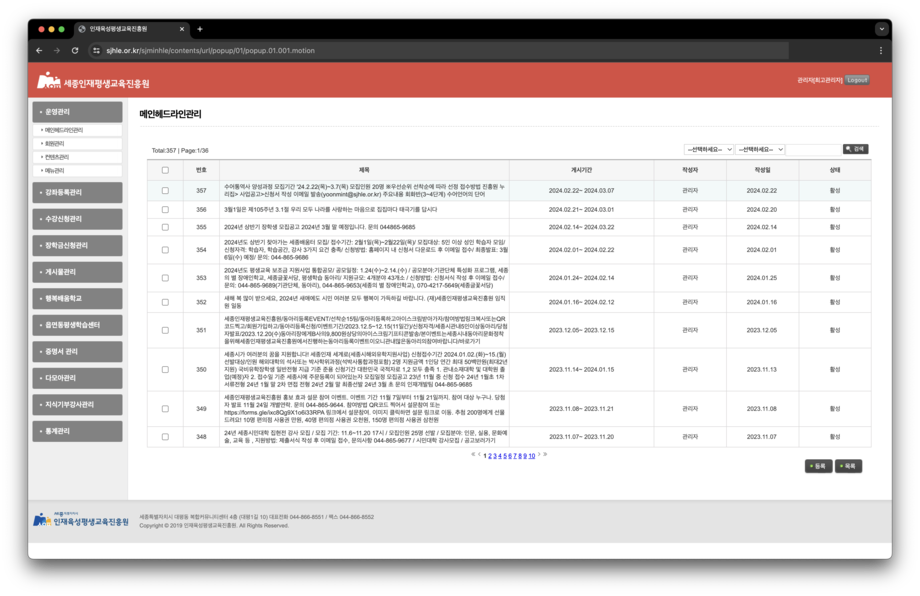 인재육성평생교육진흥원
sjhle.or.kr/sjminhle/contents/url/popup/01/popup.01.001.motion
세종인재평생교육진흥원
관리자[최고관리자] Logout
운영관리
메인헤드라인관리
회원관리
컨텐츠관리
메뉴관리
강좌등록관리
수강신청관리
장학금신청관리
게시물관리
행복배움학교
읍면동평생학습센터
증명서 관리
다모아관리
지식기부강사관리
통계관리
메인헤드라인관리
Total:357 | Page:1/36
--선택하세요-- --선택하세요-- 검색
번호 제목 게시기간 작성자 작성일 상태
357 수어통역사 양성과정 모집기간 '24.2.22(목)~3.7(목) 모집인원 20명 ※우선순위 선착순에 따라 선정 접수방법 진흥원 누
리집> 사업공고>신청서 작성 이메일 발송(yoonmint@sjhle.or.kr) 주요내용 회화반(3~4단계) 수어언어의 단어
2024.02.22~ 2024.03.07 관리자 2024.02.22 활성
356 3월1일은 제105주년 3.1절 우리 모두 나라를 사랑하는 마음으로 집집마다 태극기를 답시다 2024.02.21~ 2024.03.01 관리자 2024.02.20 활성
355 2024년 상반기 장학생 모집공고 2024년 3월 말 예정입니다. 문의 044865-9685 2024.02.14~ 2024.03.22 관리자 2024.02.14 활성
354 2024년도 상반기 찾아가는 세종배움터 모집/ 접수기간: 2월1일(목)~2월22일(목)/ 모집대상: 5인 이상 성인 학습자 모임/
신청자격: 학습자, 학습공간, 강사 3가지 요건 충족/ 신청방법: 홈페이지 내 신청서 다운로드 후 이메일 접수/ 최종발표: 3월
6일(수) 예정/ 문의: 044-865-9686
2024.02.01~ 2024.02.22 관리자 2024.02.01 활성
353 2024년도 평생교육 보조금 지원사업 통합공모/ 공모일정: 1.24(수)~2.14.(수) / 공모분야:기관단체 특성화 프로그램, 세종
의 별 장애인학교, 세종글꽃서당, 평생학습 동아리/ 지원규모: 4개분야 43개소 / 신청방법: 신청서식 작성 후 이메일 접수/
문의: 044-865-9689(기관단체, 동아리), 044-865-9653(세종의 별 장애인학교), 070-4217-5649(세종글꽃서당)
2024.01.24~ 2024.02.14 관리자 2024.01.25 활성
352 새해 복 많이 받으세요, 2024년 새해에도 시민 여러분 모두 행복이 가득하길 바랍니다. (재)세종인재평생교육진흥원 임직
원 일동
2024.01.16~ 2024.02.12 관리자 2024.01.16 활성
351 세종인재평생교육진흥원/동아리등록EVENT/선착순15팀/동아리등록하고아이스크림받아가자/참여방법링크복사또는QR
코드찍고/회원가입하고/동아리등록신청/이벤트기간/2023.12.5~12.15(11일간)/신청자격/세종시관내5인이상동아리/당첨
자발표/2023.12.20(수)동아리장에게8사이9,800원상당의아이스크림기프티콘발송/본이벤트는세종시내동아리문화정착
을위해세종인재평생교육진흥원에서진행하는동아리등록이벤트이오니관내많은동아리의참여바랍니다/바로가기
2023.12.05~ 2023.12.15 관리자 2023.12.05 활성
350 세종시가 여러분의 꿈을 지원합니다! 세종인재 세계로(세종시해외유학지원사업) 신청접수기간 2024.01.02.(화)~15.(월)
선발대상/인원 해외대학의 석사또는 박사학위과정(석박사통합과정포함) 2명 지원금액 1인당 연간 최대 50백만원(최대2년
지원) 국비유학장학생 일반전형 지급 기준 준용 신청기간 대한민국 국적자로 1,2 모두 충족 1. 관내소재대학 및 대학원 졸
업(예정)자 2. 접수일 기준 세종시에 주문등록이 되어있는자 모집일정 모집공고 23년 11월 중 신청 접수 24년 1월초 1차
서류전형 24년 1월 말 2차 면접 전형 24년 2월 말 최종선발 24년 3월 초 문의 인재개발팀 044-865-9685
2023.11.14~ 2024.01.15 관리자 2023.11.13 활성
349 세종인재평생교육진흥원 홍보 효과 설문 참여 이벤트, 이벤트 기간 11월 7일부터 11월 21일까지, 참여 대상 누구나, 당첨
자 발표 11월 24일 개별연락. 문의 044-865-9644. 참여방법 QR코드 찍어서 설문참여 또는
https://forms.gle/ixc8Qg9X1o6i33RPA 링크에서 설문참여, 이미지 클릭하면 설문 링크로 이동, 추첨 200명에게 선물
드려요! 10명 편의점 사용권 만원, 40명 편의점 사용권 오천원, 150명 편의점 사용권 삼천원
2023.11.08~ 2023.11.21 관리자 2023.11.08 활성
348 24년 세종시민대학 집현전 강사 모집 / 모집 기간: 11.6~11.20 17시 / 모집인원 25명 선발 / 모집분야: 인문, 실용, 문화예
술, 교육 등 , 지원방법: 제출서식 작성 후 이메일 접수, 문의사항 044-865-9677 / 시민대학 강사모집 / 공고보러가기
2023.11.07~ 2023.11.20 관리자 2023.11.07 활성
« < 1 2 3 4 5 6 7 8 9 10 > »
등록 목록
인재육성평생교육진흥원
세종특별자치시 대평동 복합커뮤니티센터 4층 (대평1길 10) 대표전화 044-866-8551 / 팩스 044-866-8552
Copyright © 2019 인재육성평생교육진흥원. All Rights Reserved.